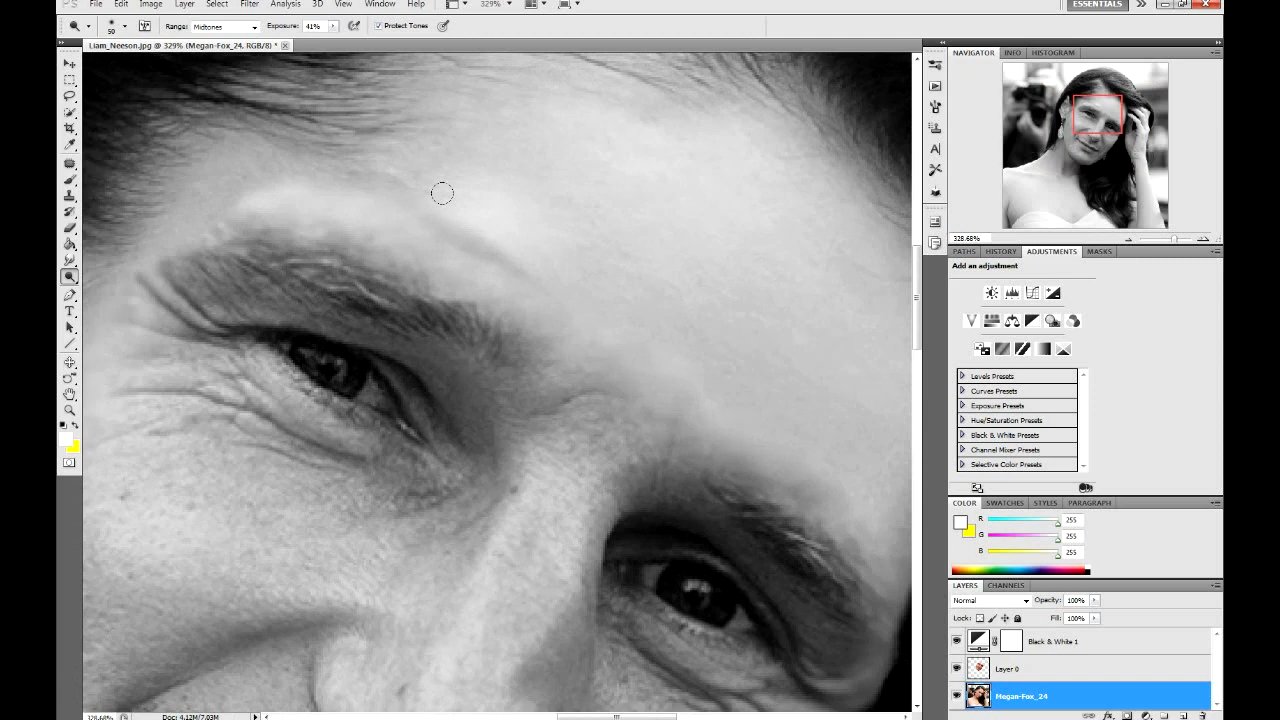 PS File Edit Image Layer Select Filter Analysis 3D View Window Help 329% ESSENTIALS
50 Range: Midtones Exposure: 41% Protect Tones
Liam_Neeson.jpg @ 329% (Megan-Fox_24, RGB/8) *
NAVIGATOR INFO HISTOGRAM
328.68%
PATHS HISTORY ADJUSTMENTS MASKS
Add an adjustment
Levels Presets
Curves Presets
Exposure Presets
Hue/Saturation Presets
Black & White Presets
Channel Mixer Presets
Selective Color Presets
COLOR SWATCHES STYLES PARAGRAPH
R 255
G 255
B 255
LAYERS CHANNELS
Normal Opacity: 100%
Lock: Fill: 100%
Black & White 1
Layer 0
Megan-Fox_24
328.68% Doc: 4.12M/7.03M